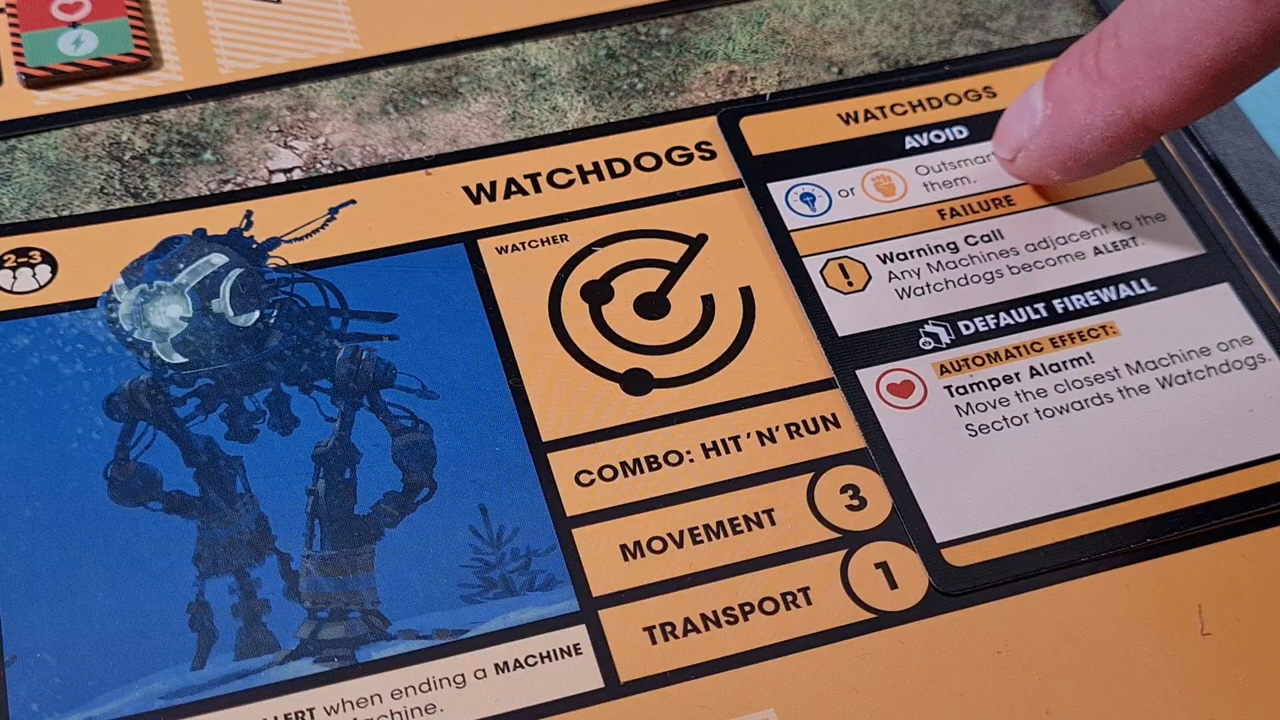 2-3
WATCHDOGS
WATCHER
COMBO: HIT'N'RUN
MOVEMENT 3
TRANSPORT 1
when ending a MACHINE
WATCHDOGS
AVOID
or Outsmart
them.
FAILURE
Warning Call
Any Machines adjacent to the
Watchdogs become ALERT.
DEFAULT FIREWALL
AUTOMATIC EFFECT:
Tamper Alarm!
Move the closest Machine one
Sector towards the Watchdogs.